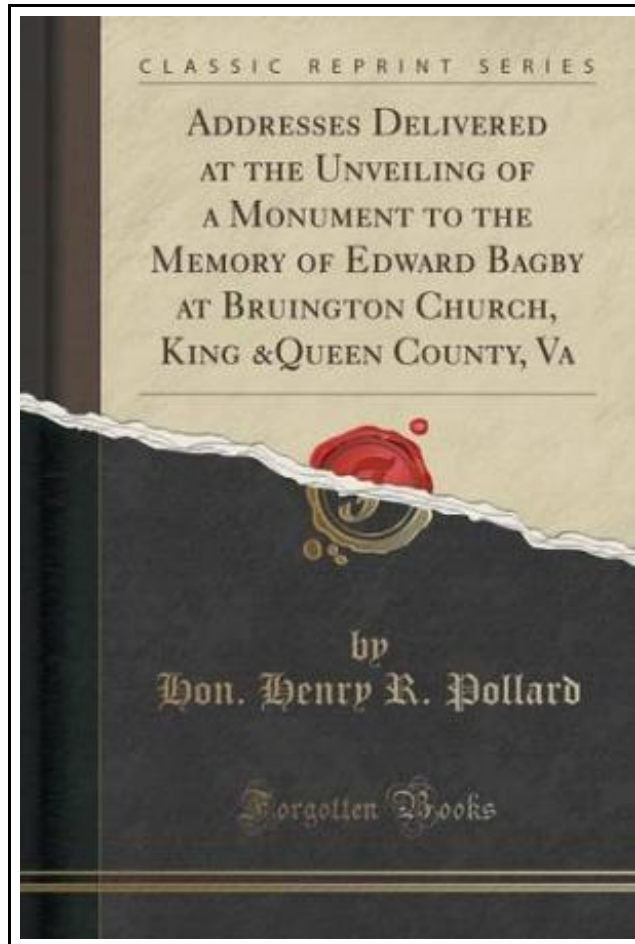 CLASSIC REPRINT SERIES
ADDRESSES DELIVERED
AT THE UNVEILING OF
A MONUMENT TO THE
MEMORY OF EDWARD BAGBY
AT BRUINGTON CHURCH,
KING &QUEEN COUNTY, VA
by
Hon. Henry R. Pollard
Forgotten Books